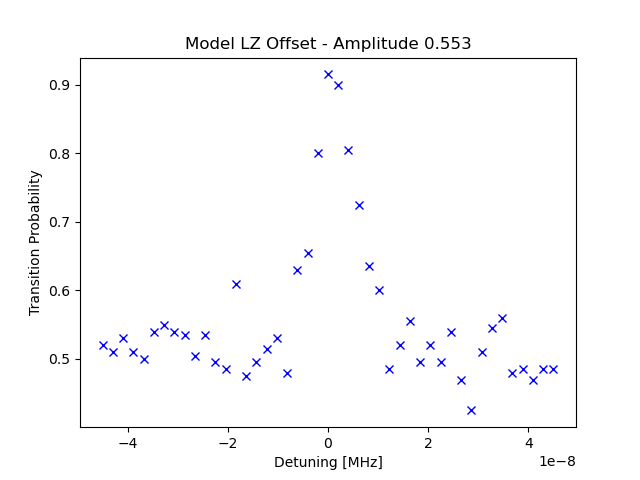 Model LZ Offset - Amplitude 0.553
Transition Probability
0.9
0.8
0.7
0.6
0.5
−4
−2
0
2
4
1e−8
Detuning [MHz]